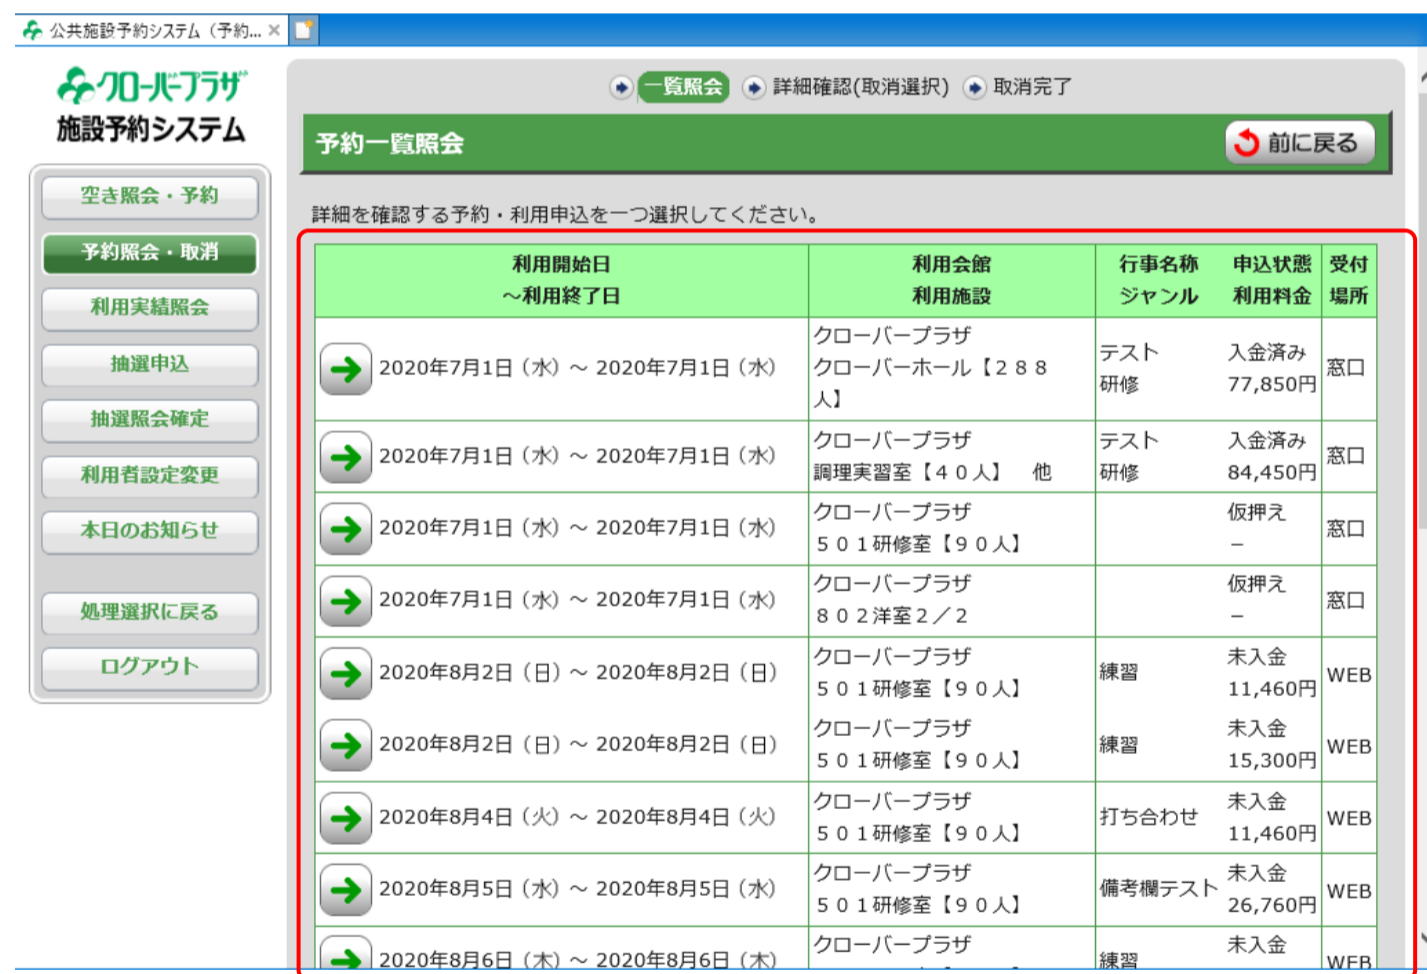 公共施設予約システム（予約...
クローバープラザ
施設予約システム
一覧照会 詳細確認(取消選択) 取消完了
予約一覧照会
前に戻る
空き照会・予約
予約照会・取消
利用実績照会
抽選申込
抽選照会確定
利用者設定変更
本日のお知らせ
処理選択に戻る
ログアウト
詳細を確認する予約・利用申込を一つ選択してください。
利用開始日 利用会館 行事名称 申込状態 受付
～利用終了日 利用施設 ジャンル 利用料金 場所
2020年7月1日（水）～ 2020年7月1日（水）
クローバープラザ
クローバーホール【２８８
人】
テスト
研修
入金済み
77,850円
窓口
2020年7月1日（水）～ 2020年7月1日（水）
クローバープラザ
調理実習室【４０人】　他
テスト
研修
入金済み
84,450円
窓口
2020年7月1日（水）～ 2020年7月1日（水）
クローバープラザ
５０１研修室【９０人】
仮押え
–
窓口
2020年7月1日（水）～ 2020年7月1日（水）
クローバープラザ
８０２洋室２／２
仮押え
–
窓口
2020年8月2日（日）～ 2020年8月2日（日）
クローバープラザ
５０１研修室【９０人】
練習
未入金
11,460円
WEB
2020年8月2日（日）～ 2020年8月2日（日）
クローバープラザ
５０１研修室【９０人】
練習
未入金
15,300円
WEB
2020年8月4日（火）～ 2020年8月4日（火）
クローバープラザ
５０１研修室【９０人】
打ち合わせ
未入金
11,460円
WEB
2020年8月5日（水）～ 2020年8月5日（水）
クローバープラザ
５０１研修室【９０人】
備考欄テスト
未入金
26,760円
WEB
2020年8月6日（木）～ 2020年8月6日（木）
クローバープラザ
練習
未入金
WEB